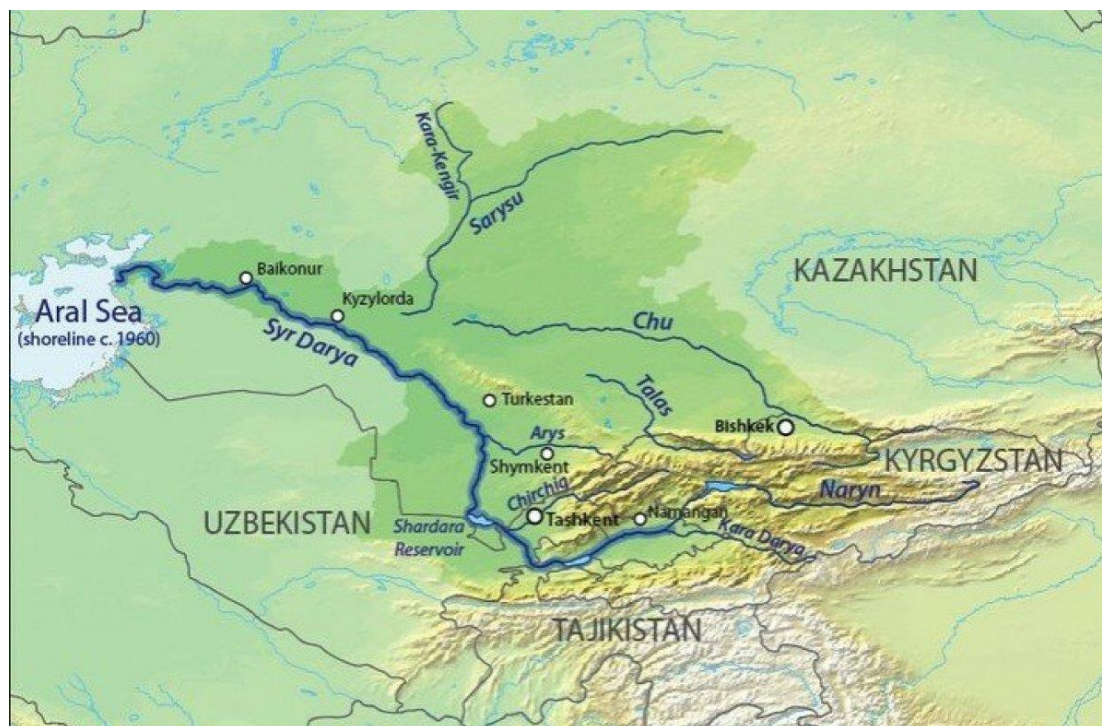 Kara-Kengir
Sarysu
KAZAKHSTAN
Baikonur
Aral Sea
(shoreline c. 1960)
Kyzylorda
Syr Darya
Chu
Talas
Turkestan
Bishkek
Arys
Shymkent
KYRGYZSTAN
Chirchiq
Naryn
UZBEKISTAN
Tashkent
Namangan
Kara Darya
Shardara
Reservoir
TAJIKISTAN